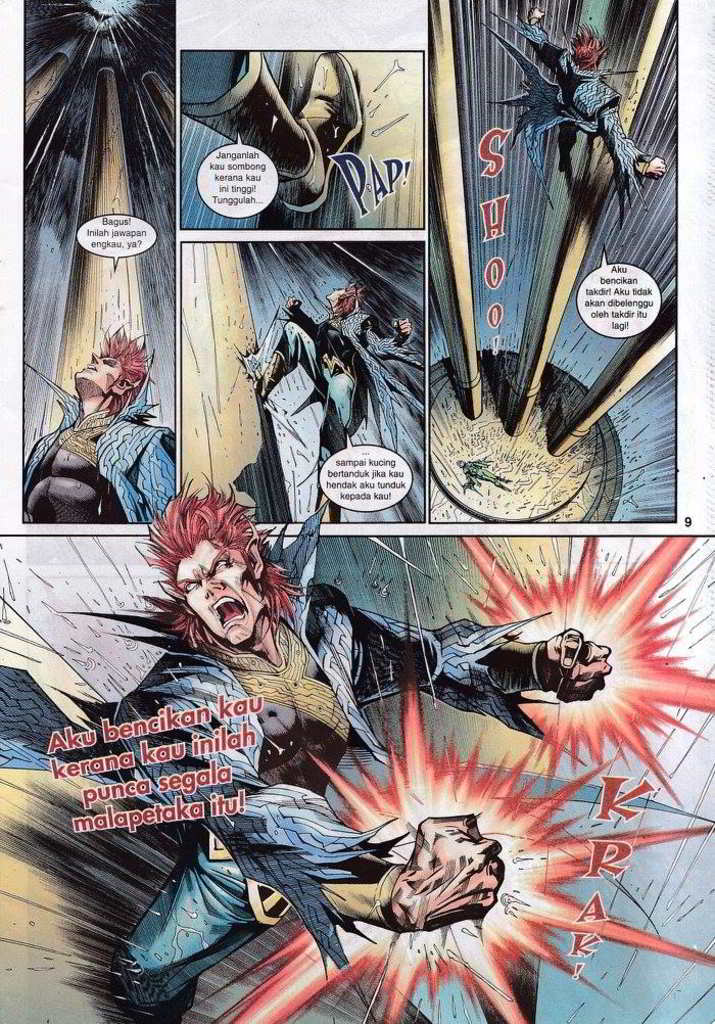 Bagus!
Inilah jawapan
engkau, ya?
Janganlah
kau sombong
kerana kau
ini tinggi!
Tunggulah...
PAP!
...
sampai kucing
bertanduk jika kau
hendak aku tunduk
kepada kau!
SHOO!
Aku
bencikan
takdir! Aku tidak
akan dibelenggu
oleh takdir itu
lagi!
9
Aku bencikan kau
kerana kau inilah
punca segala
malapetaka itu!
KRAK!